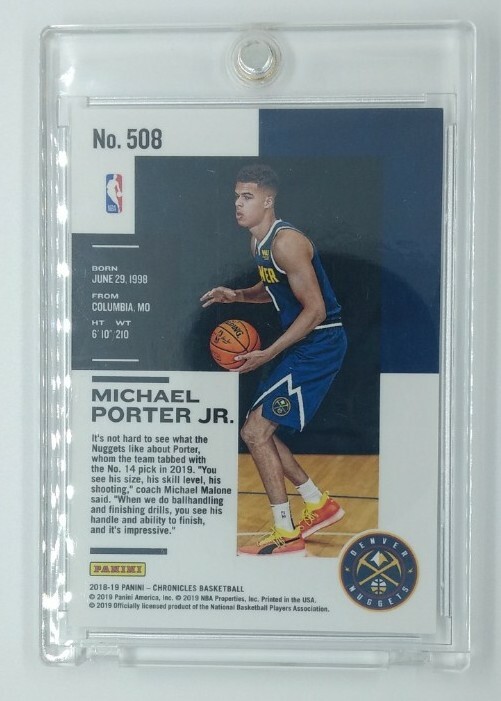 No. 508
NBA
BORN
JUNE 29, 1998
FROM
COLUMBIA, MO
HT WT
6'10" 210
SPALDING
MICHAEL
PORTER JR.
It's not hard to see what the
Nuggets like about Porter,
whom the team tabbed with
the No. 14 pick in 2019. "You
see his size, his skill level, his
shooting," coach Michael Malone
said. "When we do ballhandling
and finishing drills, you see his
handle and ability to finish,
and it's impressive."
PANINI
DENVER
NUGGETS
2018-19 PANINI – CHRONICLES BASKETBALL
© 2019 Panini America, Inc. © 2019 NBA Properties, Inc. Printed in the USA.
© 2019 Officially licensed product of the National Basketball Players Association.